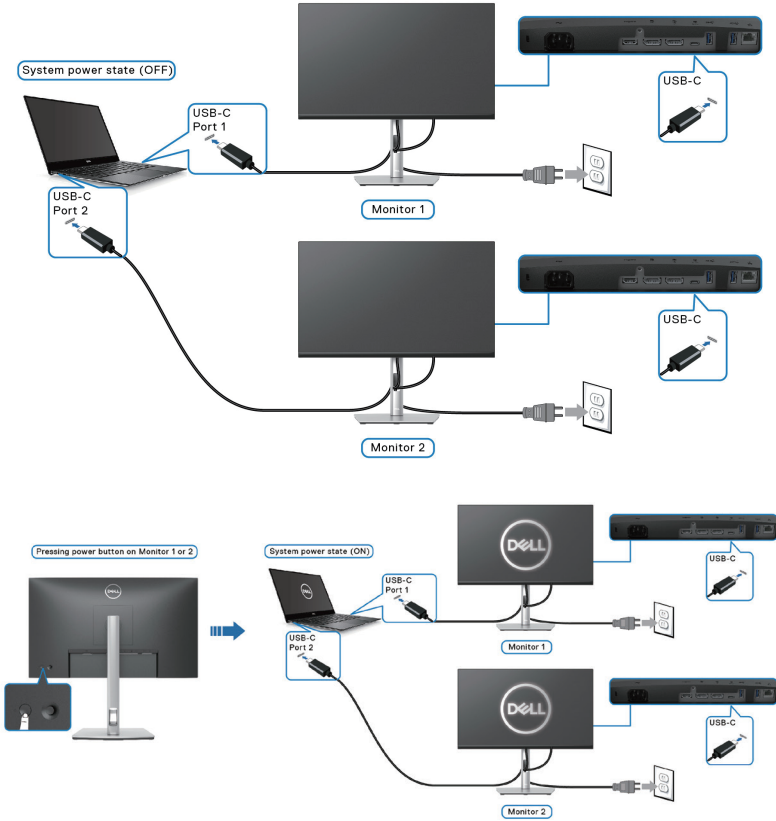 System power state (OFF)
USB-C
Port 1
USB-C
Monitor 1
USB-C
Port 2
USB-C
Monitor 2
Pressing power button on Monitor 1 or 2
DELL
System power state (ON)
DELL
USB-C
Port 1
DELL
USB-C
Monitor 1
USB-C
Port 2
DELL
USB-C
Monitor 2